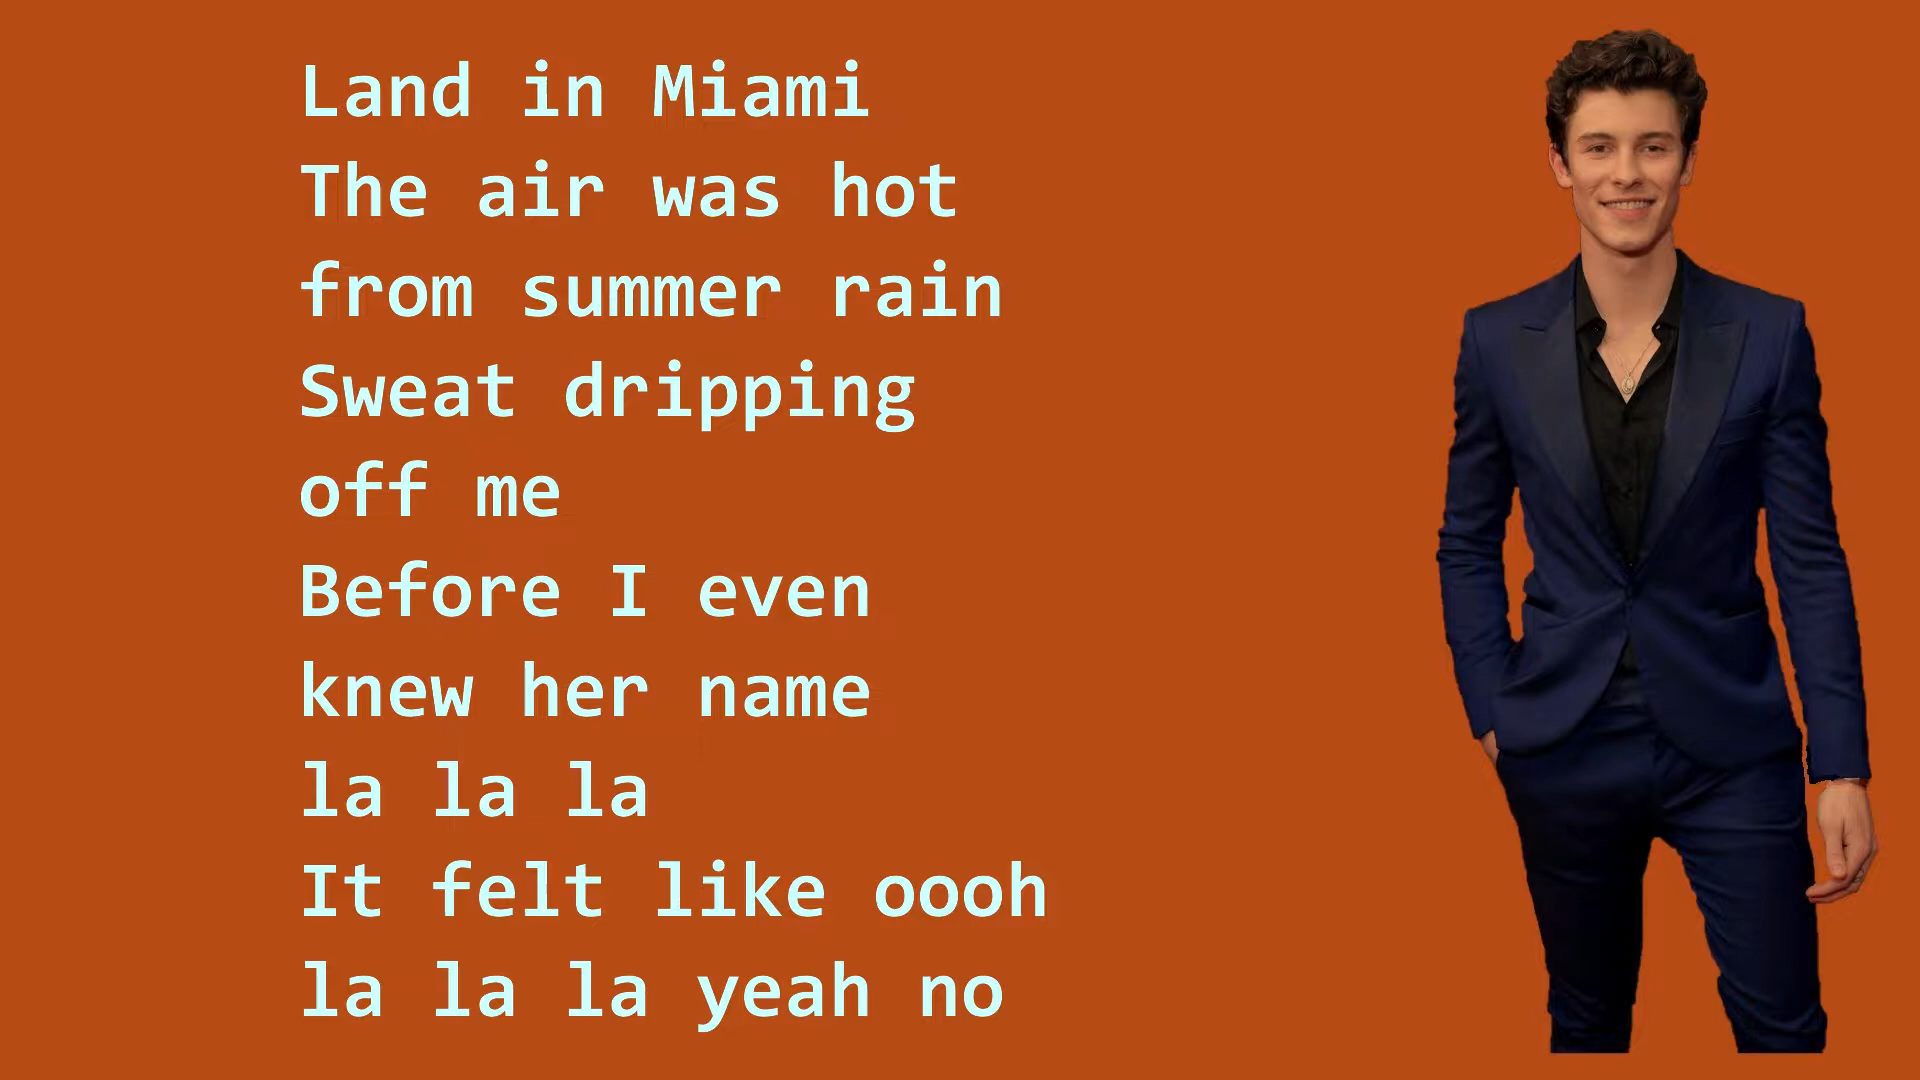 Land in Miami
The air was hot
from summer rain
Sweat dripping
off me
Before I even
knew her name
la la la
It felt like oooh
la la la yeah no